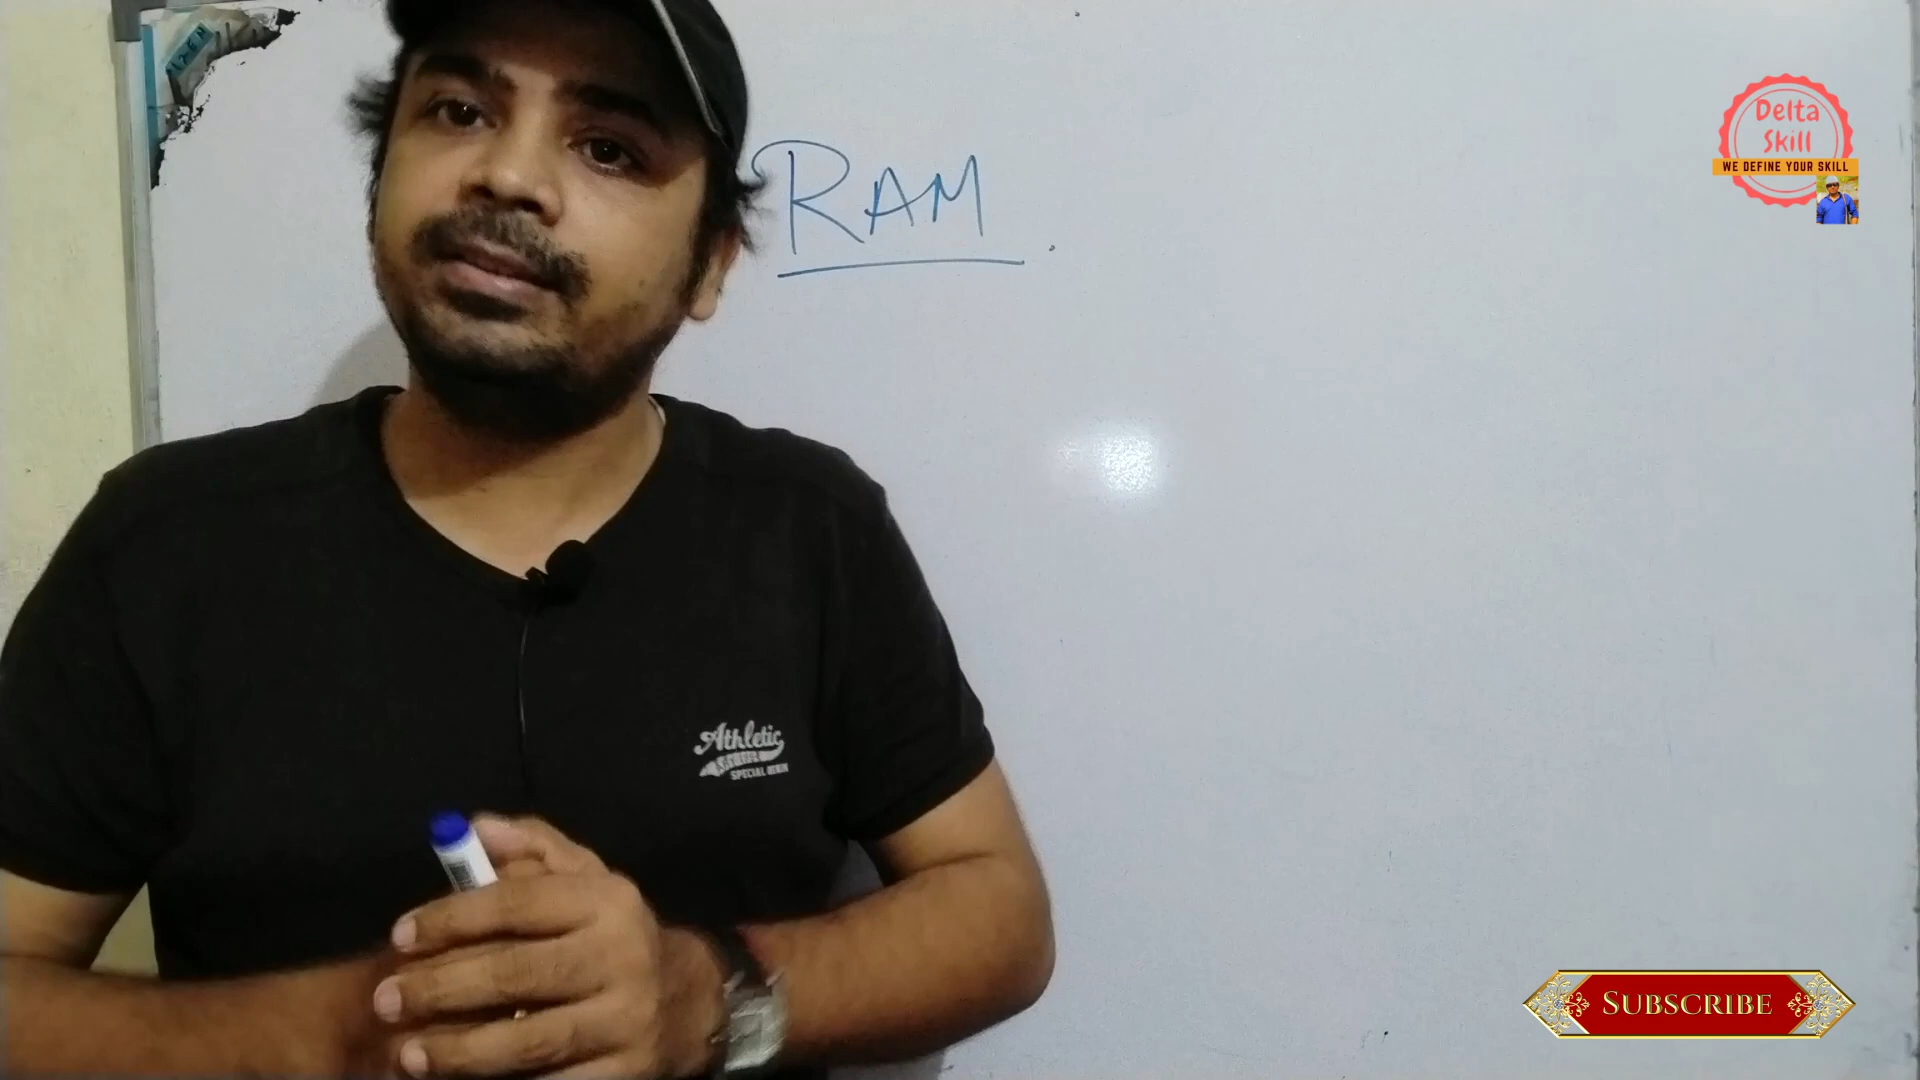 RAM
Delta
Skill
WE DEFINE YOUR SKILL
Athletic
SPECIAL
SUBSCRIBE